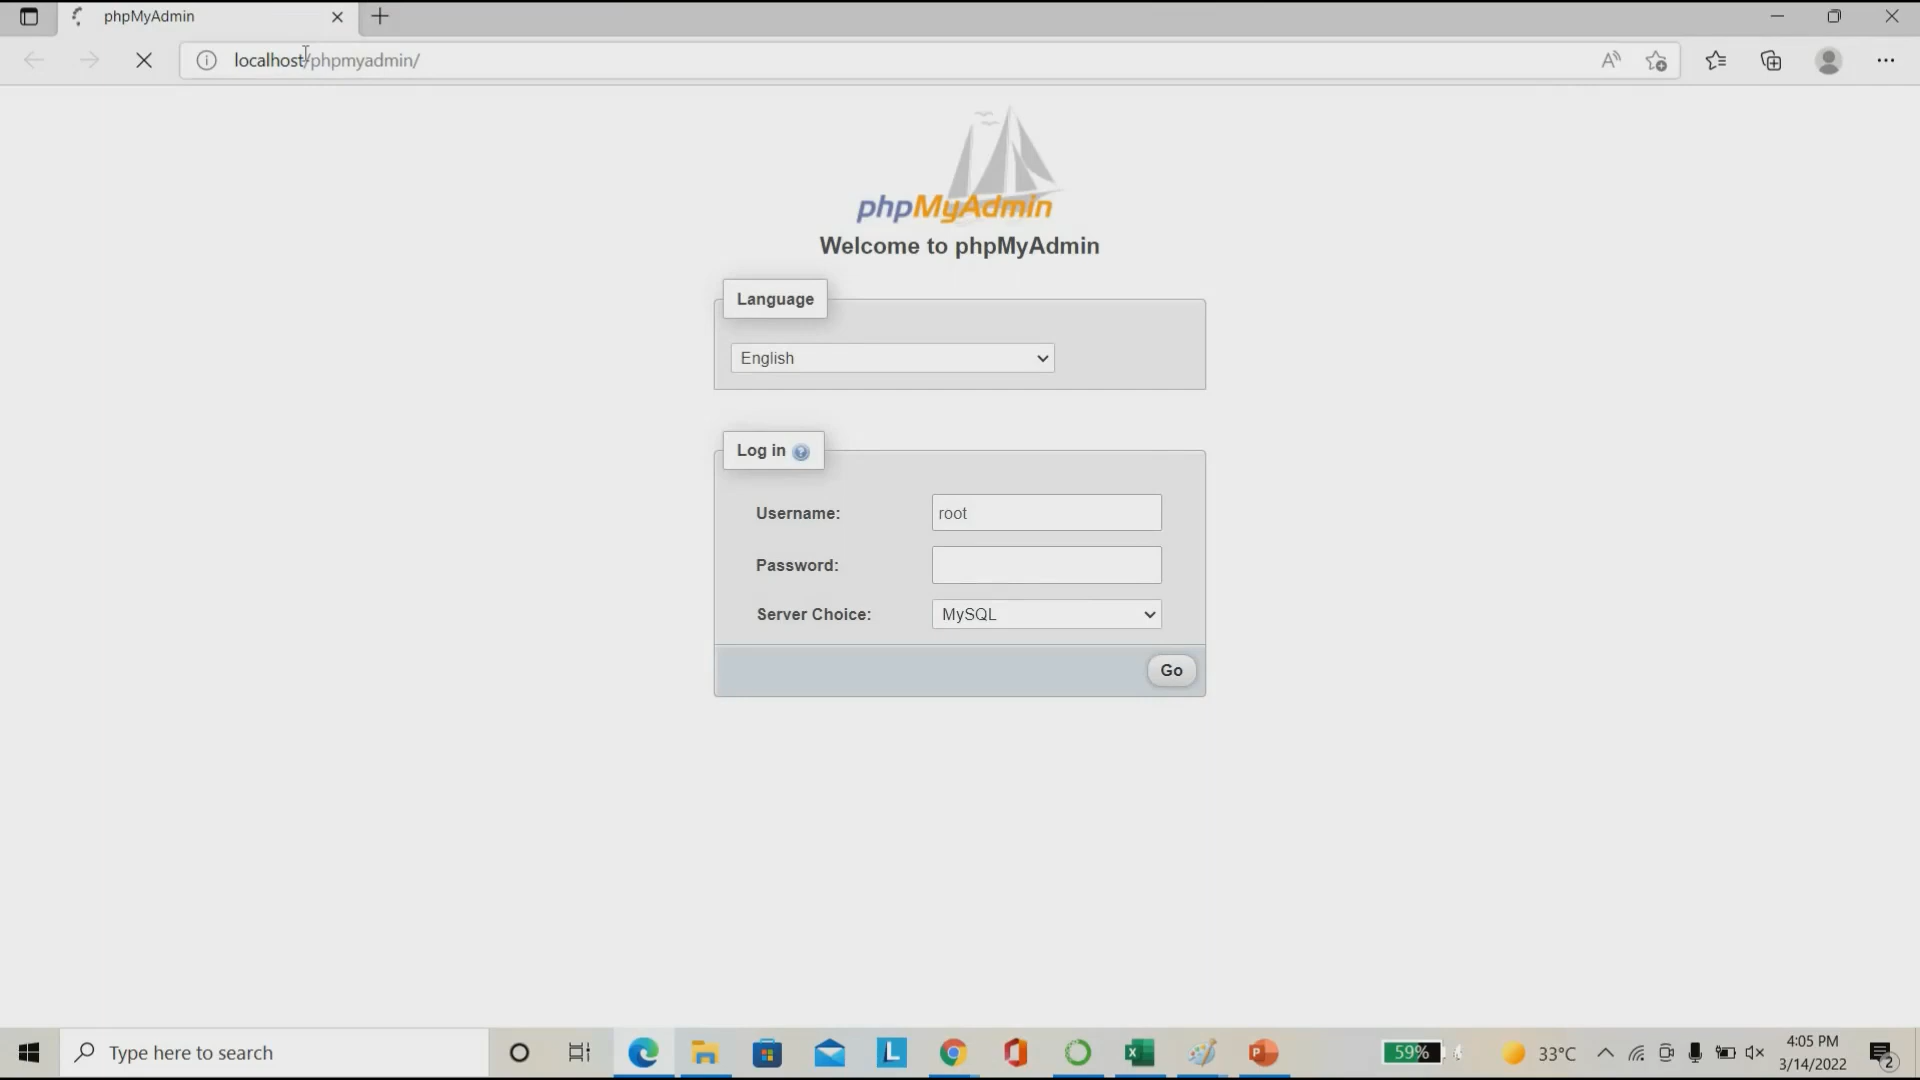 phpMyAdmin
localhost/phpmyadmin/
phpMyAdmin
Welcome to phpMyAdmin
Language
English
Log in
Username:
root
Password:
Server Choice:
MySQL
Go
Type here to search
59%
33°C
4:05 PM
3/14/2022
2